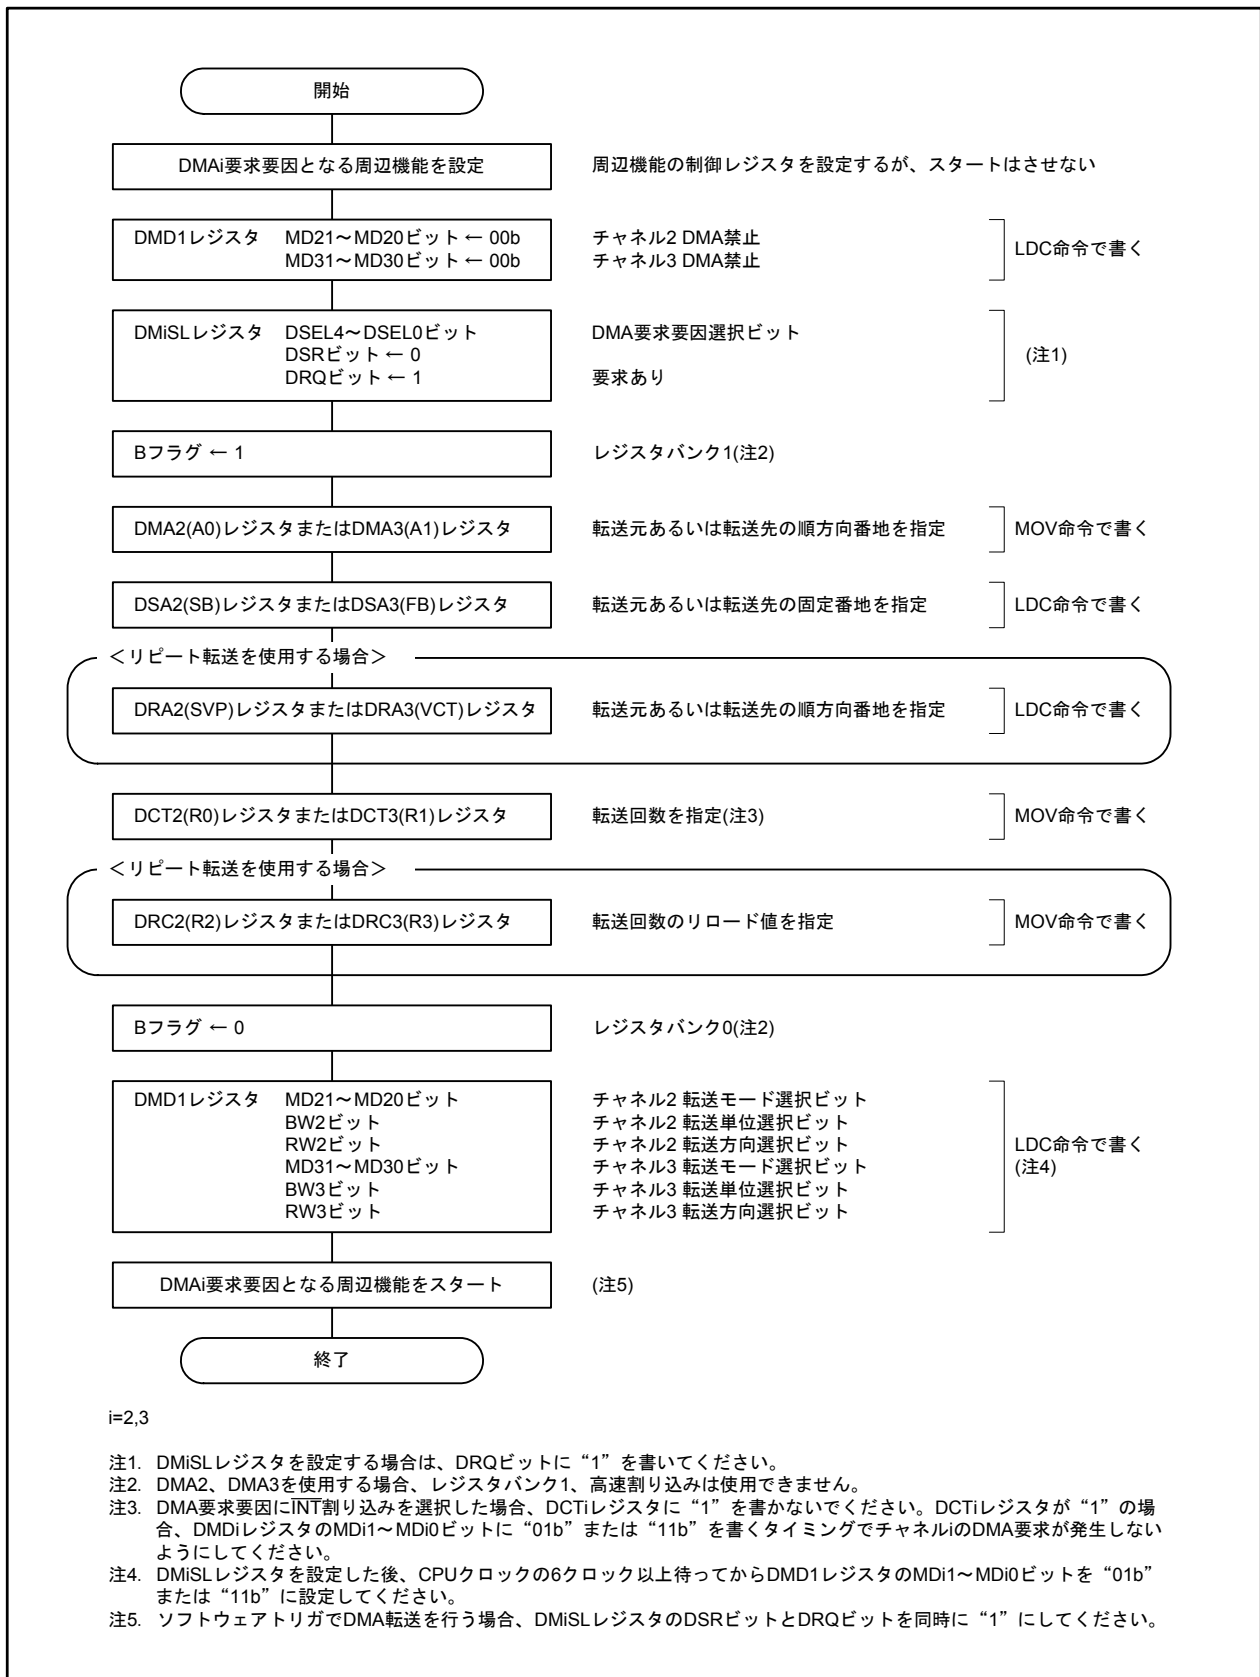 開始
DMAi要求要因となる周辺機能を設定 周辺機能の制御レジスタを設定するが、スタートはさせない
DMD1レジスタ MD21～MD20ビット ← 00b チャネル2 DMA禁止
MD31～MD30ビット ← 00b チャネル3 DMA禁止
LDC命令で書く
DMiSLレジスタ DSEL4～DSEL0ビット DMA要求要因選択ビット
DSRビット ← 0
DRQビット ← 1 要求あり
(注1)
Bフラグ ← 1 レジスタバンク1(注2)
DMA2(A0)レジスタまたはDMA3(A1)レジスタ 転送元あるいは転送先の順方向番地を指定 MOV命令で書く
DSA2(SB)レジスタまたはDSA3(FB)レジスタ 転送元あるいは転送先の固定番地を指定 LDC命令で書く
＜リピート転送を使用する場合＞
DRA2(SVP)レジスタまたはDRA3(VCT)レジスタ 転送元あるいは転送先の順方向番地を指定 LDC命令で書く
DCT2(R0)レジスタまたはDCT3(R1)レジスタ 転送回数を指定(注3) MOV命令で書く
＜リピート転送を使用する場合＞
DRC2(R2)レジスタまたはDRC3(R3)レジスタ 転送回数のリロード値を指定 MOV命令で書く
Bフラグ ← 0 レジスタバンク0(注2)
DMD1レジスタ MD21～MD20ビット チャネル2 転送モード選択ビット
BW2ビット チャネル2 転送単位選択ビット
RW2ビット チャネル2 転送方向選択ビット LDC命令で書く
MD31～MD30ビット チャネル3 転送モード選択ビット (注4)
BW3ビット チャネル3 転送単位選択ビット
RW3ビット チャネル3 転送方向選択ビット
DMAi要求要因となる周辺機能をスタート (注5)
終了
i=2,3
注1. DMiSLレジスタを設定する場合は、DRQビットに“1”を書いてください。
注2. DMA2、DMA3を使用する場合、レジスタバンク1、高速割り込みは使用できません。
注3. DMA要求要因にINT割り込みを選択した場合、DCTiレジスタに“1”を書かないでください。DCTiレジスタが“1”の場
合、DMDiレジスタのMDi1～MDi0ビットに“01b”または“11b”を書くタイミングでチャネルiのDMA要求が発生しない
ようにしてください。
注4. DMiSLレジスタを設定した後、CPUクロックの6クロック以上待ってからDMD1レジスタのMDi1～MDi0ビットを“01b”
または“11b”に設定してください。
注5. ソフトウェアトリガでDMA転送を行う場合、DMiSLレジスタのDSRビットとDRQビットを同時に“1”にしてください。